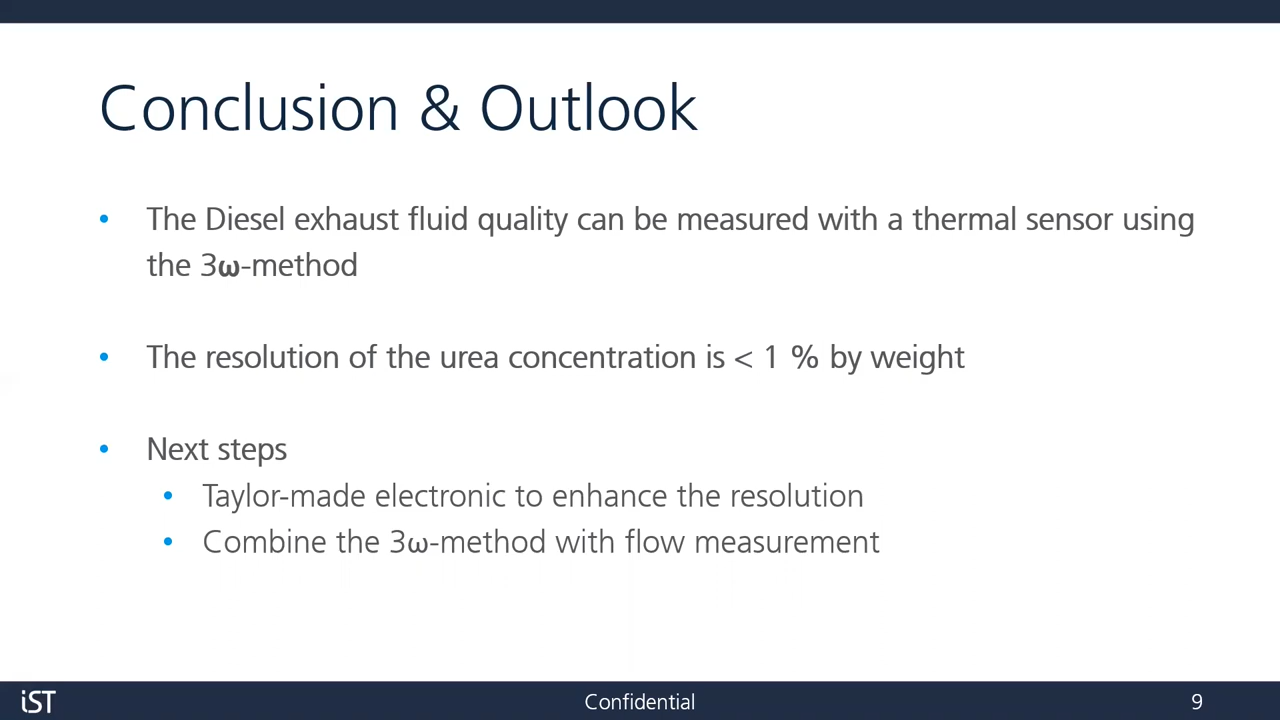 Conclusion & Outlook
• The Diesel exhaust fluid quality can be measured with a thermal sensor using
the 3ω-method
• The resolution of the urea concentration is < 1 % by weight
• Next steps
• Taylor-made electronic to enhance the resolution
• Combine the 3ω-method with flow measurement
iST
Confidential
9